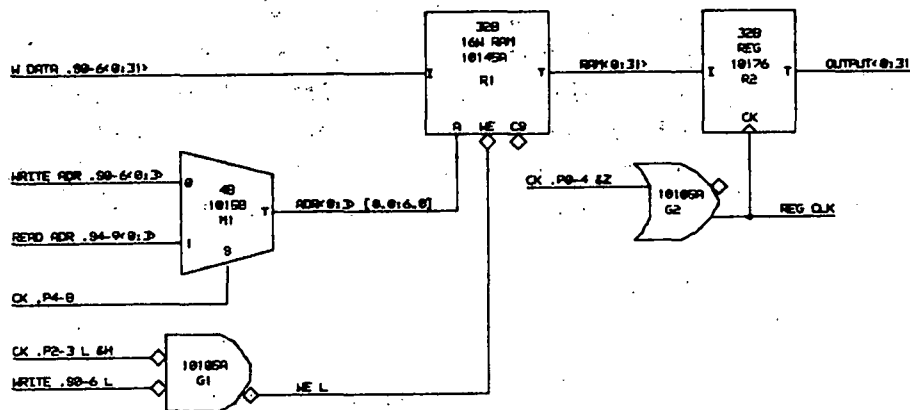 32B
16W RAM
10145A
R1
I
T
A
WE
CS
32B
REG
10176
R2
I
T
CK
W DATA .S0-6<0:31>
RAM<0:31>
OUTPUT<0:31
WRITE ADR .S0-6<0:3>
READ ADR .S4-9<0:3>
CK .P4-8
0
1
4B
10158
M1
T
S
ADR<0:3> [0.0:6.0]
CK .P0-4 &Z
10105A
G2
REG CLK
CK .P2-3 L &H
WRITE .S0-6 L
10105A
G1
WE L